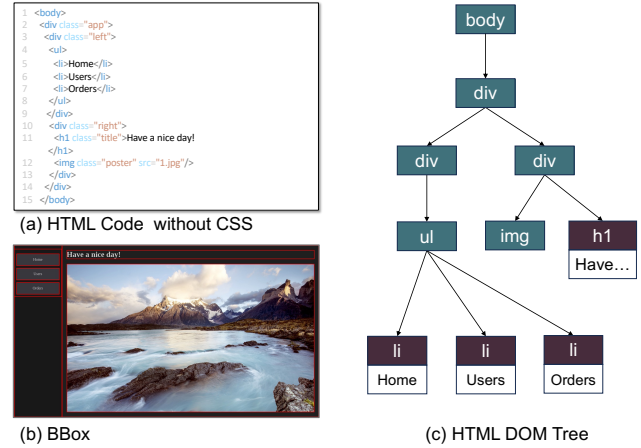 1 <body>
2 <div class="app">
3 <div class="left">
4 <ul>
5 <li>Home</li>
6 <li>Users</li>
7 <li>Orders</li>
8 </ul>
9 </div>
10 <div class="right">
11 <h1 class="title">Have a nice day!
</h1>
12 <img class="poster" src="1.jpg"/>
13 </div>
14 </div>
15 </body>
(a) HTML Code without CSS
Have a nice day!
Home
Users
Orders
(b) BBox
body
div
div div
ul img h1
Have...
li li li
Home Users Orders
(c) HTML DOM Tree